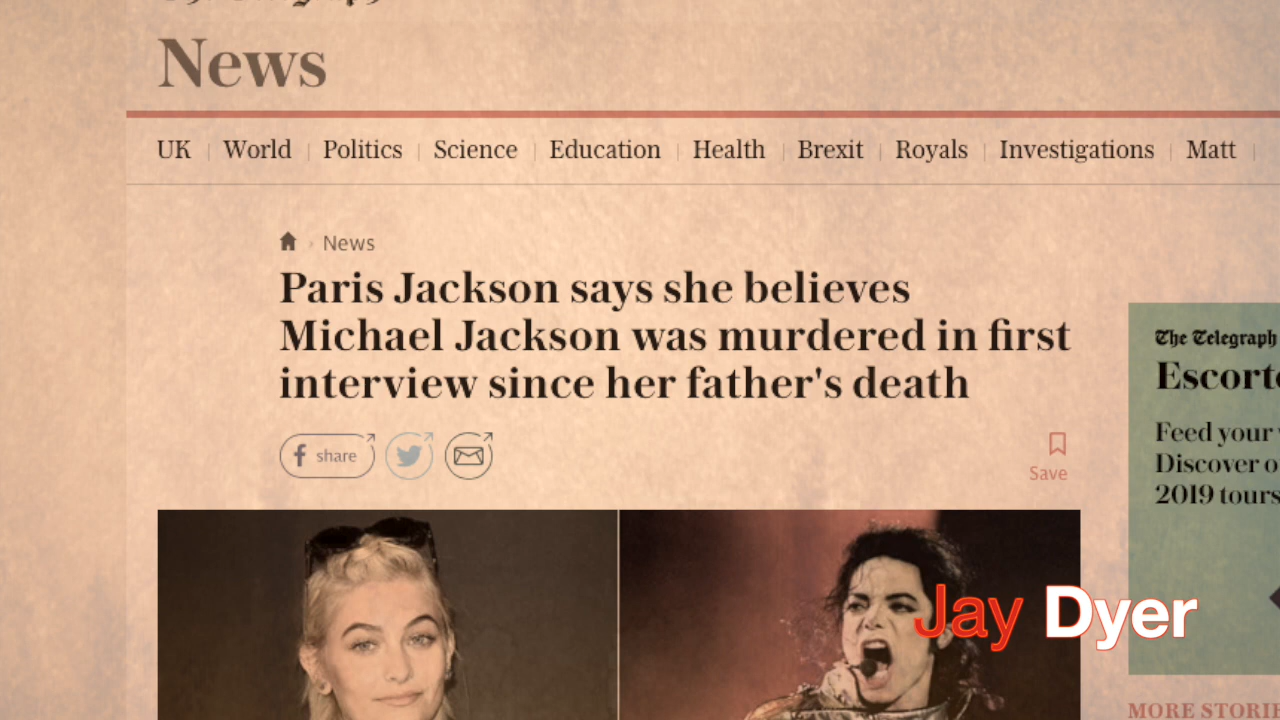 News
UK World Politics Science Education Health Brexit Royals Investigations Matt
News
Paris Jackson says she believes
Michael Jackson was murdered in first
interview since her father's death
share
Save
The Telegraph
Feed your
Discover
2019 tours
Jay Dyer
MORE